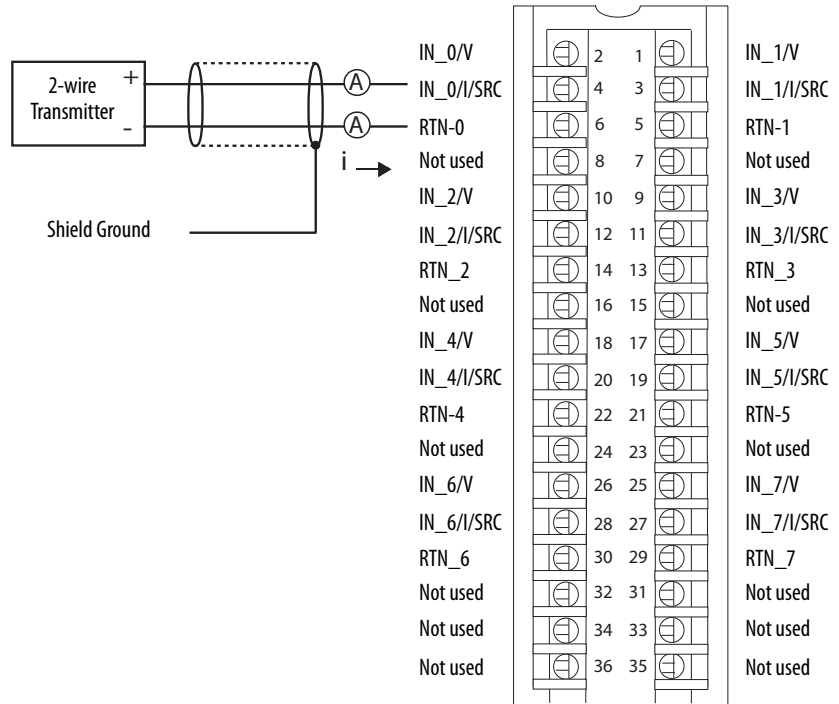 2-wire
Transmitter
+
-
A
A
i
Shield Ground
IN_0/V 2 1 IN_1/V
IN_0/I/SRC 4 3 IN_1/I/SRC
RTN-0 6 5 RTN-1
Not used 8 7 Not used
IN_2/V 10 9 IN_3/V
IN_2/I/SRC 12 11 IN_3/I/SRC
RTN_2 14 13 RTN_3
Not used 16 15 Not used
IN_4/V 18 17 IN_5/V
IN_4/I/SRC 20 19 IN_5/I/SRC
RTN-4 22 21 RTN-5
Not used 24 23 Not used
IN_6/V 26 25 IN_7/V
IN_6/I/SRC 28 27 IN_7/I/SRC
RTN_6 30 29 RTN_7
Not used 32 31 Not used
Not used 34 33 Not used
Not used 36 35 Not used